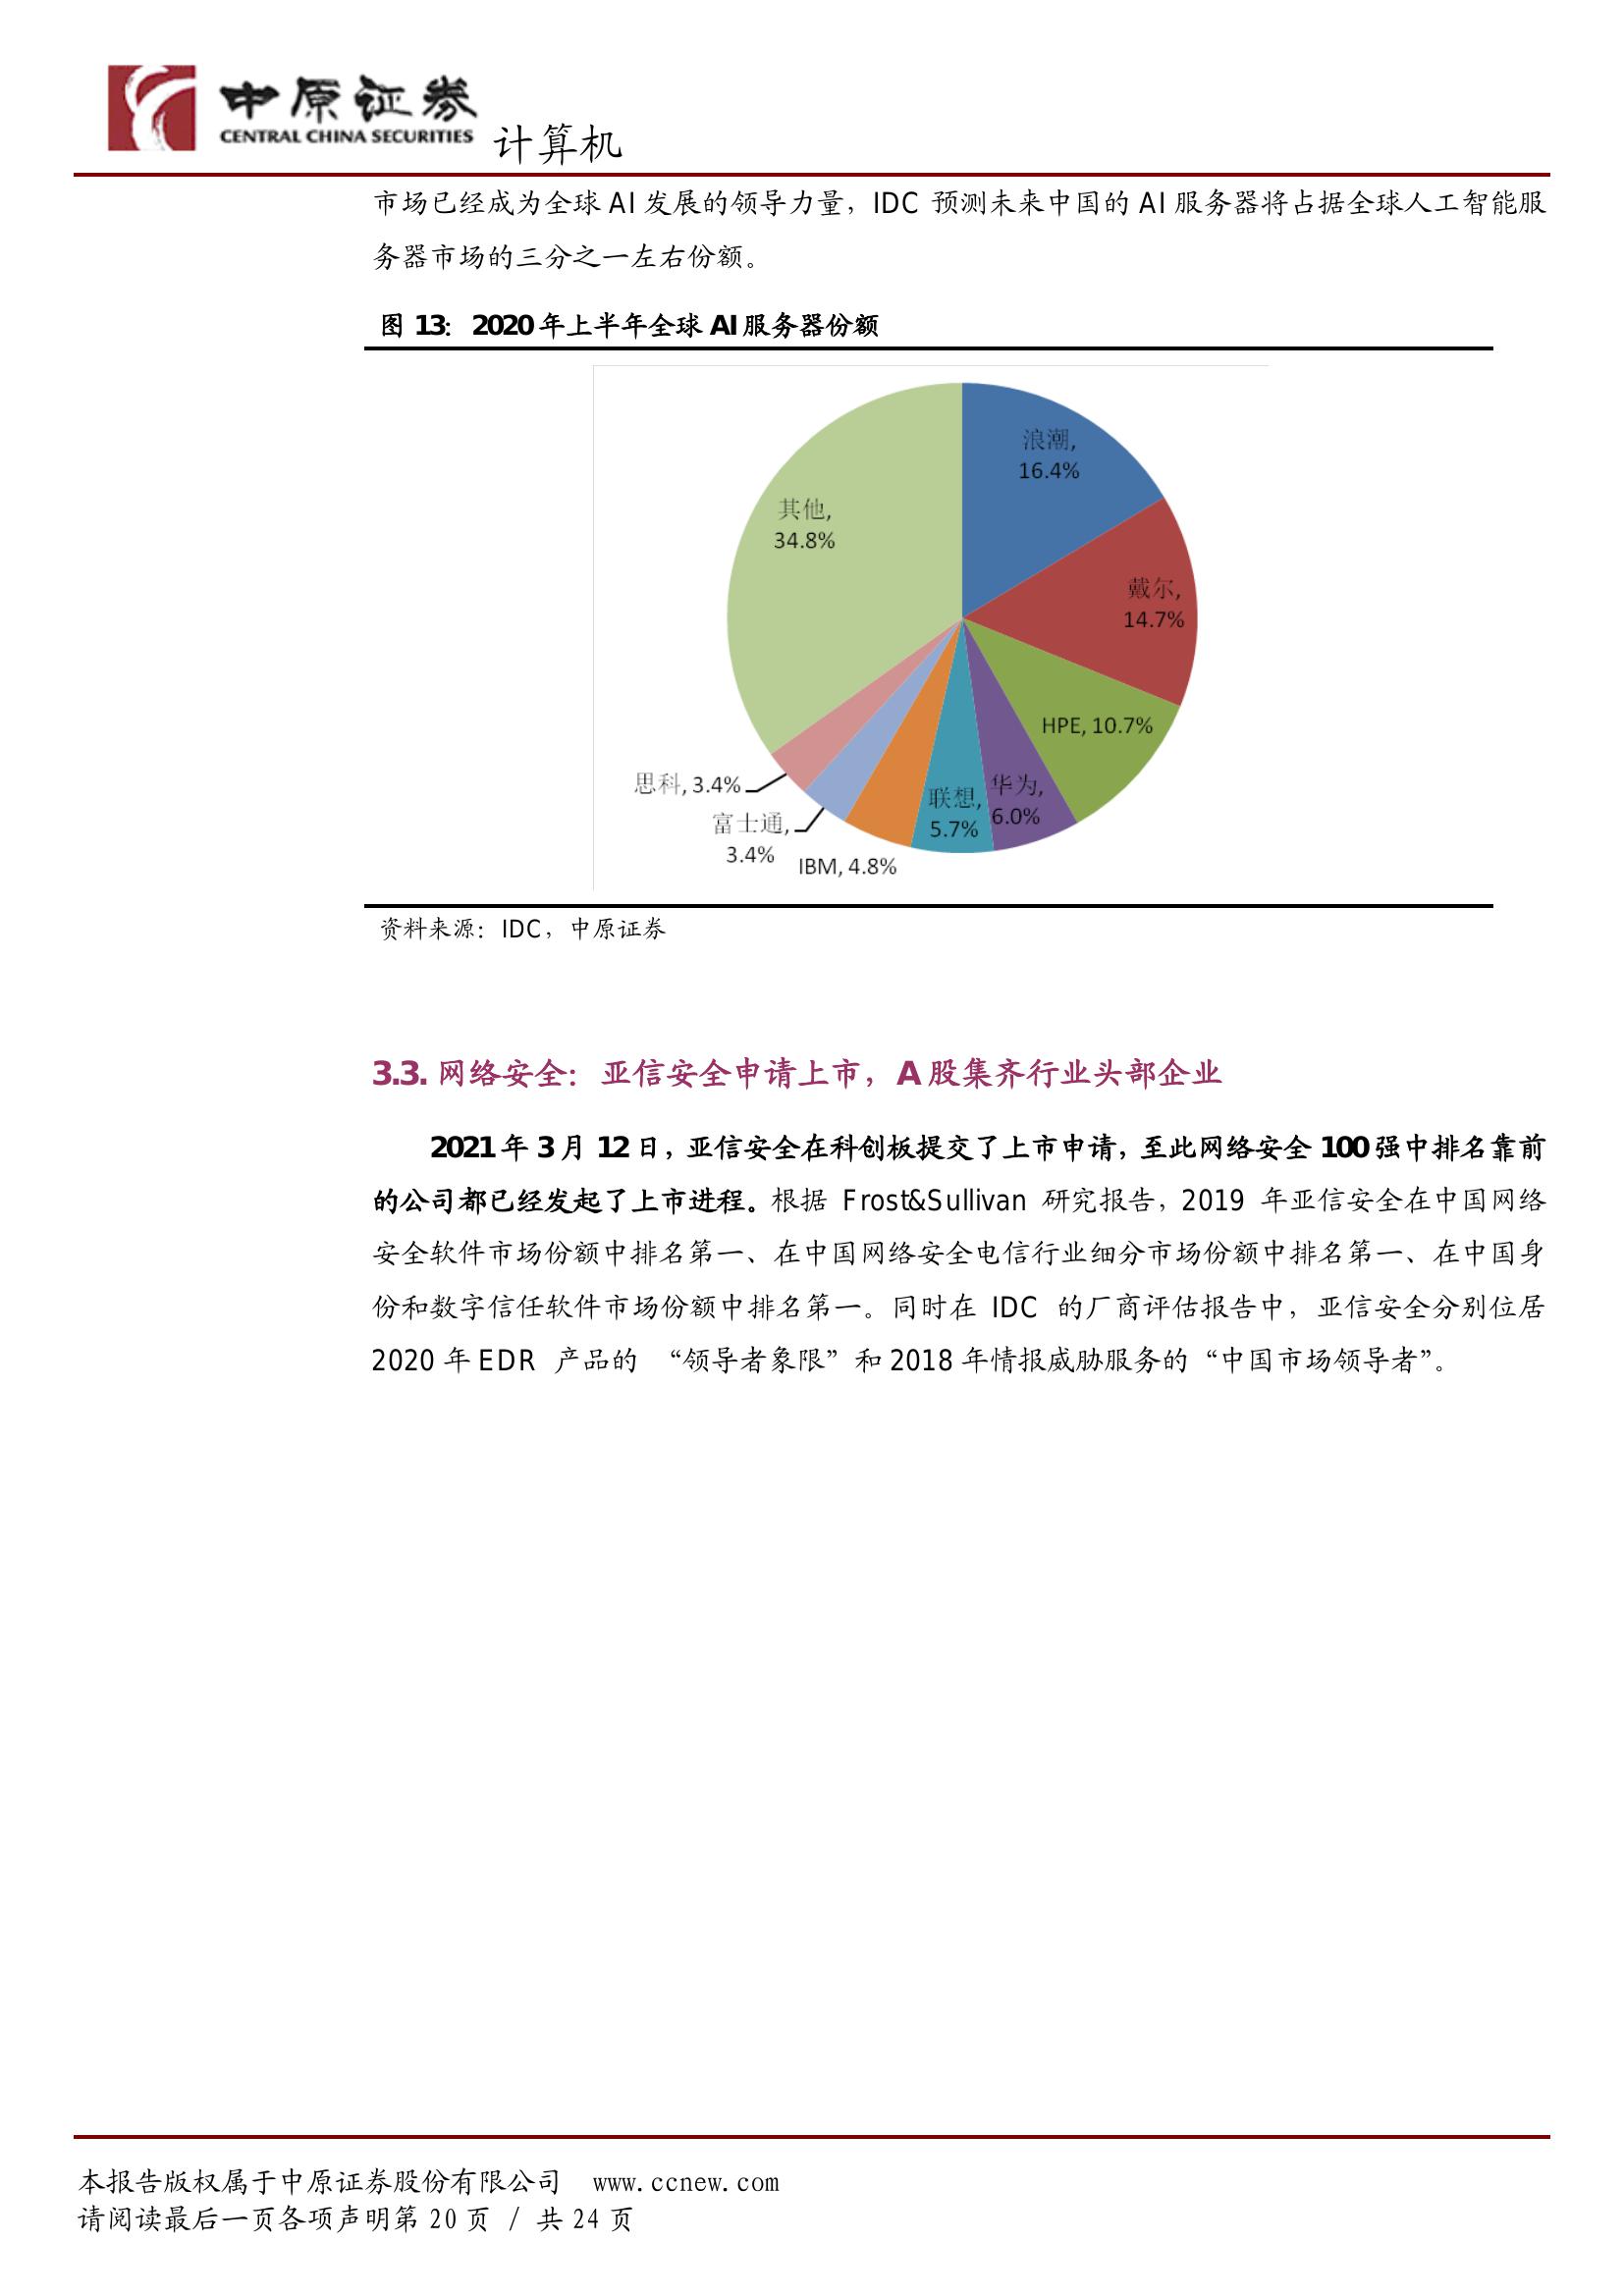 中原证券
CENTRAL CHINA SECURITIES
计算机
市场已经成为全球 AI 发展的领导力量，IDC 预测未来中国的 AI 服务器将占据全球人工智能服
务器市场的三分之一左右份额。
图 13： 2020 年上半年全球 AI 服务器份额
浪潮,
16.4%
戴尔,
14.7%
HPE, 10.7%
华为,
6.0%
联想,
5.7%
IBM, 4.8%
富士通,
3.4%
思科, 3.4%
其他,
34.8%
资料来源：IDC，中原证券
3.3. 网络安全：亚信安全申请上市，A 股集齐行业头部企业
2021 年 3 月 12 日，亚信安全在科创板提交了上市申请，至此网络安全 100 强中排名靠前
的公司都已经发起了上市进程。根据 Frost&Sullivan 研究报告，2019 年亚信安全在中国网络
安全软件市场份额中排名第一、在中国网络安全电信行业细分市场份额中排名第一、在中国身
份和数字信任软件市场份额中排名第一。同时在 IDC 的厂商评估报告中，亚信安全分别位居
2020 年 EDR 产品的 “领导者象限”和 2018 年情报威胁服务的“中国市场领导者”。
本报告版权属于中原证券股份有限公司 www.ccnew.com
请阅读最后一页各项声明第 20 页 / 共 24 页